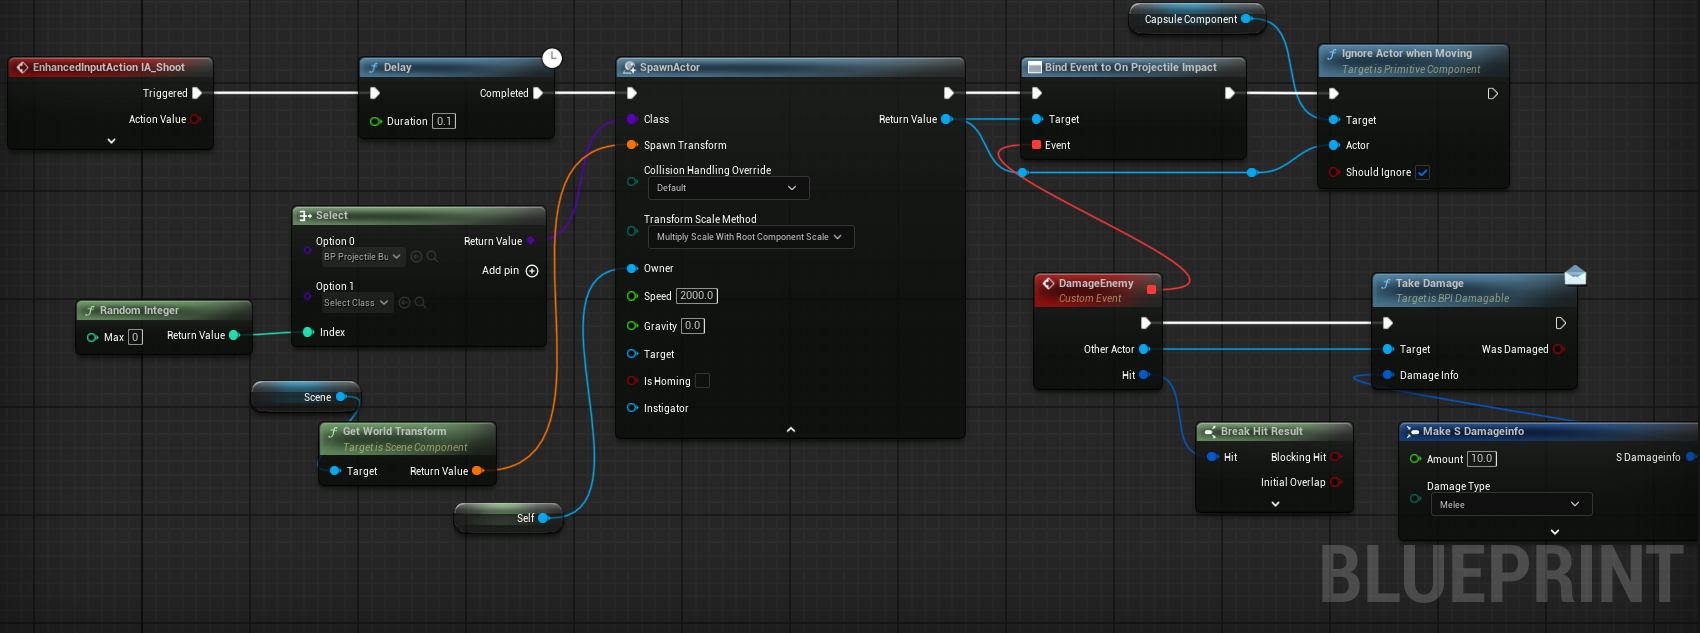 EnhancedInputAction IA_Shoot
Triggered
Action Value
Delay
Completed
Duration 0.1
SpawnActor
Class
Return Value
Spawn Transform
Collision Handling Override
Default
Transform Scale Method
Multiply Scale With Root Component Scale
Owner
Speed 2000.0
Gravity 0.0
Target
Is Homing
Instigator
Bind Event to On Projectile Impact
Target
Event
Capsule Component
Ignore Actor when Moving
Target is Primitive Component
Target
Actor
Should Ignore
Select
Option 0
Return Value
BP Projectile Bu
Add pin
Option 1
Select Class
Index
Random Integer
Max 0
Return Value
Scene
Get World Transform
Target is Scene Component
Target
Return Value
Self
DamageEnemy
Custom Event
Other Actor
Hit
Take Damage
Target is BPI Damagable
Target
Was Damaged
Damage Info
Break Hit Result
Hit
Blocking Hit
Initial Overlap
Make S Damageinfo
Amount 10.0
S Damageinfo
Damage Type
Melee
BLUEPRINT